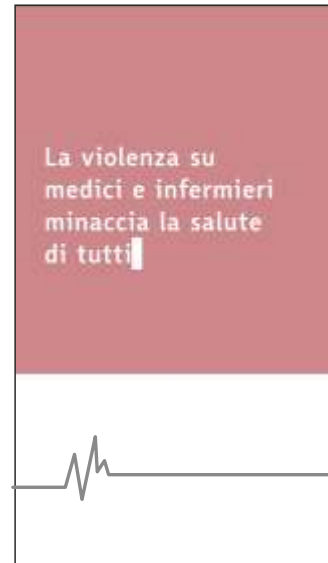 La violenza su
medici e infermieri
minaccia la salute
di tutti